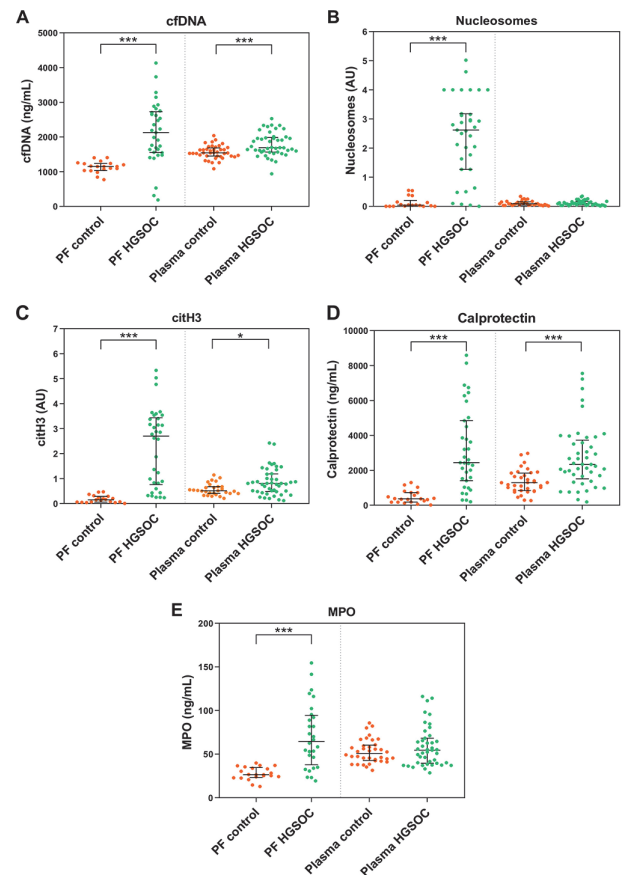 A
cfDNA
5000
4000
3000
2000
1000
0
cfDNA (ng/mL)
***
***
PF control
PF HGSOC
Plasma control
Plasma HGSOC
B
Nucleosomes
6
5
4
3
2
1
0
Nucleosomes (AU)
***
PF control
PF HGSOC
Plasma control
Plasma HGSOC
C
citH3
7
6
5
4
3
2
1
0
citH3 (AU)
***
*
PF control
PF HGSOC
Plasma control
Plasma HGSOC
D
Calprotectin
10000
8000
6000
4000
2000
0
Calprotectin (ng/mL)
***
***
PF control
PF HGSOC
Plasma control
Plasma HGSOC
E
MPO
200
150
100
50
0
MPO (ng/mL)
***
PF control
PF HGSOC
Plasma control
Plasma HGSOC